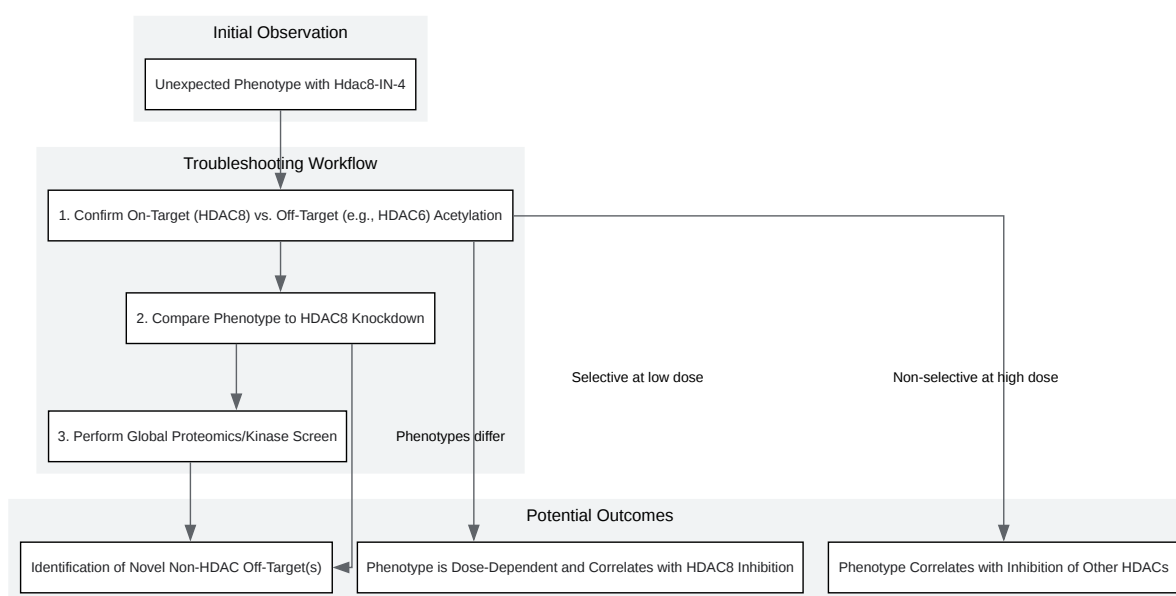 Initial Observation
Unexpected Phenotype with Hdac8-IN-4
Troubleshooting Workflow
1. Confirm On-Target (HDAC8) vs. Off-Target (e.g., HDAC6) Acetylation
2. Compare Phenotype to HDAC8 Knockdown
Selective at low dose
Non-selective at high dose
3. Perform Global Proteomics/Kinase Screen
Phenotypes differ
Potential Outcomes
Identification of Novel Non-HDAC Off-Target(s)
Phenotype is Dose-Dependent and Correlates with HDAC8 Inhibition
Phenotype Correlates with Inhibition of Other HDACs